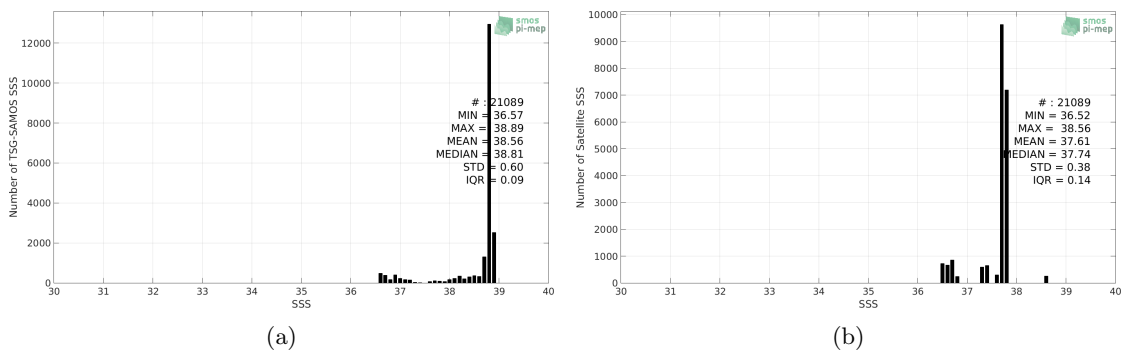 smos
pi-mep
Number of TSG-SAMOS SSS
12000
10000
8000
6000
4000
2000
0
# : 21089
MIN = 36.57
MAX = 38.89
MEAN = 38.56
MEDIAN = 38.81
STD = 0.60
IQR = 0.09
30 31 32 33 34 35 36 37 38 39 40
SSS
(a)
smos
pi-mep
Number of Satellite SSS
10000
9000
8000
7000
6000
5000
4000
3000
2000
1000
0
# : 21089
MIN = 36.52
MAX = 38.56
MEAN = 37.61
MEDIAN = 37.74
STD = 0.38
IQR = 0.14
30 31 32 33 34 35 36 37 38 39 40
SSS
(b)